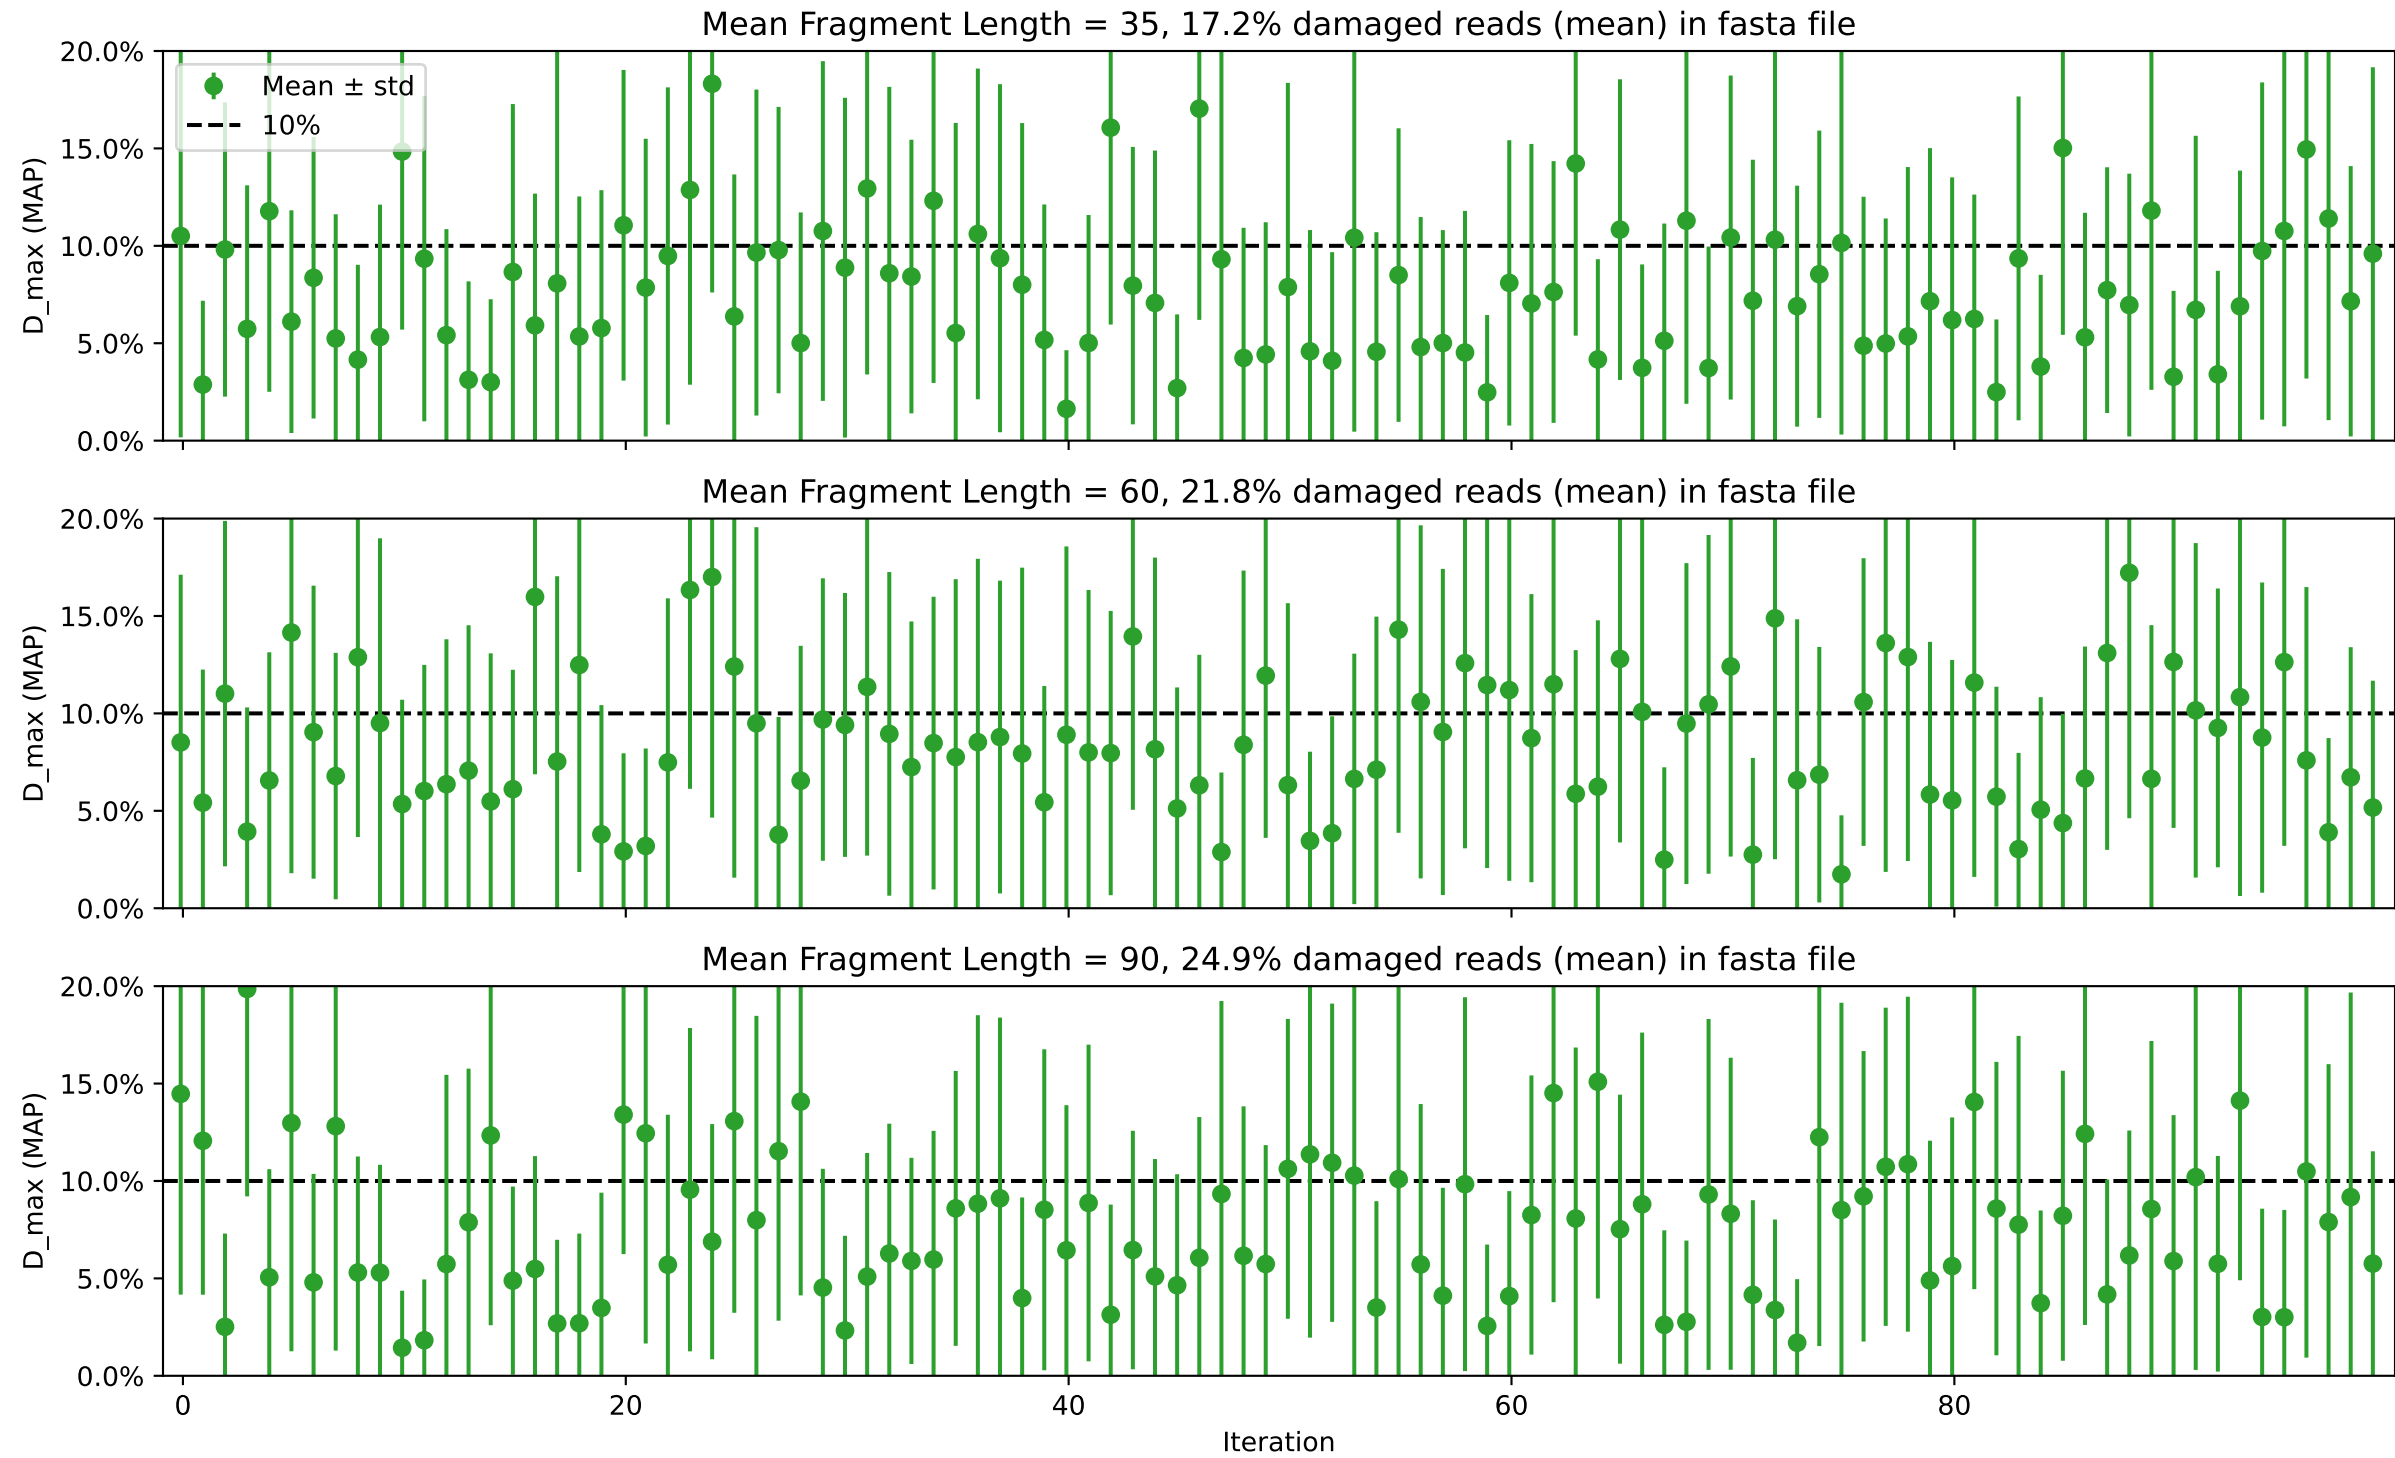 Mean Fragment Length = 35, 17.2% damaged reads (mean) in fasta file
20.0%
15.0%
10.0%
5.0%
0.0%
D_max (MAP)
Mean ± std
10%
Mean Fragment Length = 60, 21.8% damaged reads (mean) in fasta file
20.0%
15.0%
10.0%
5.0%
0.0%
D_max (MAP)
Mean Fragment Length = 90, 24.9% damaged reads (mean) in fasta file
20.0%
15.0%
10.0%
5.0%
0.0%
D_max (MAP)
0 20 40 60 80
Iteration